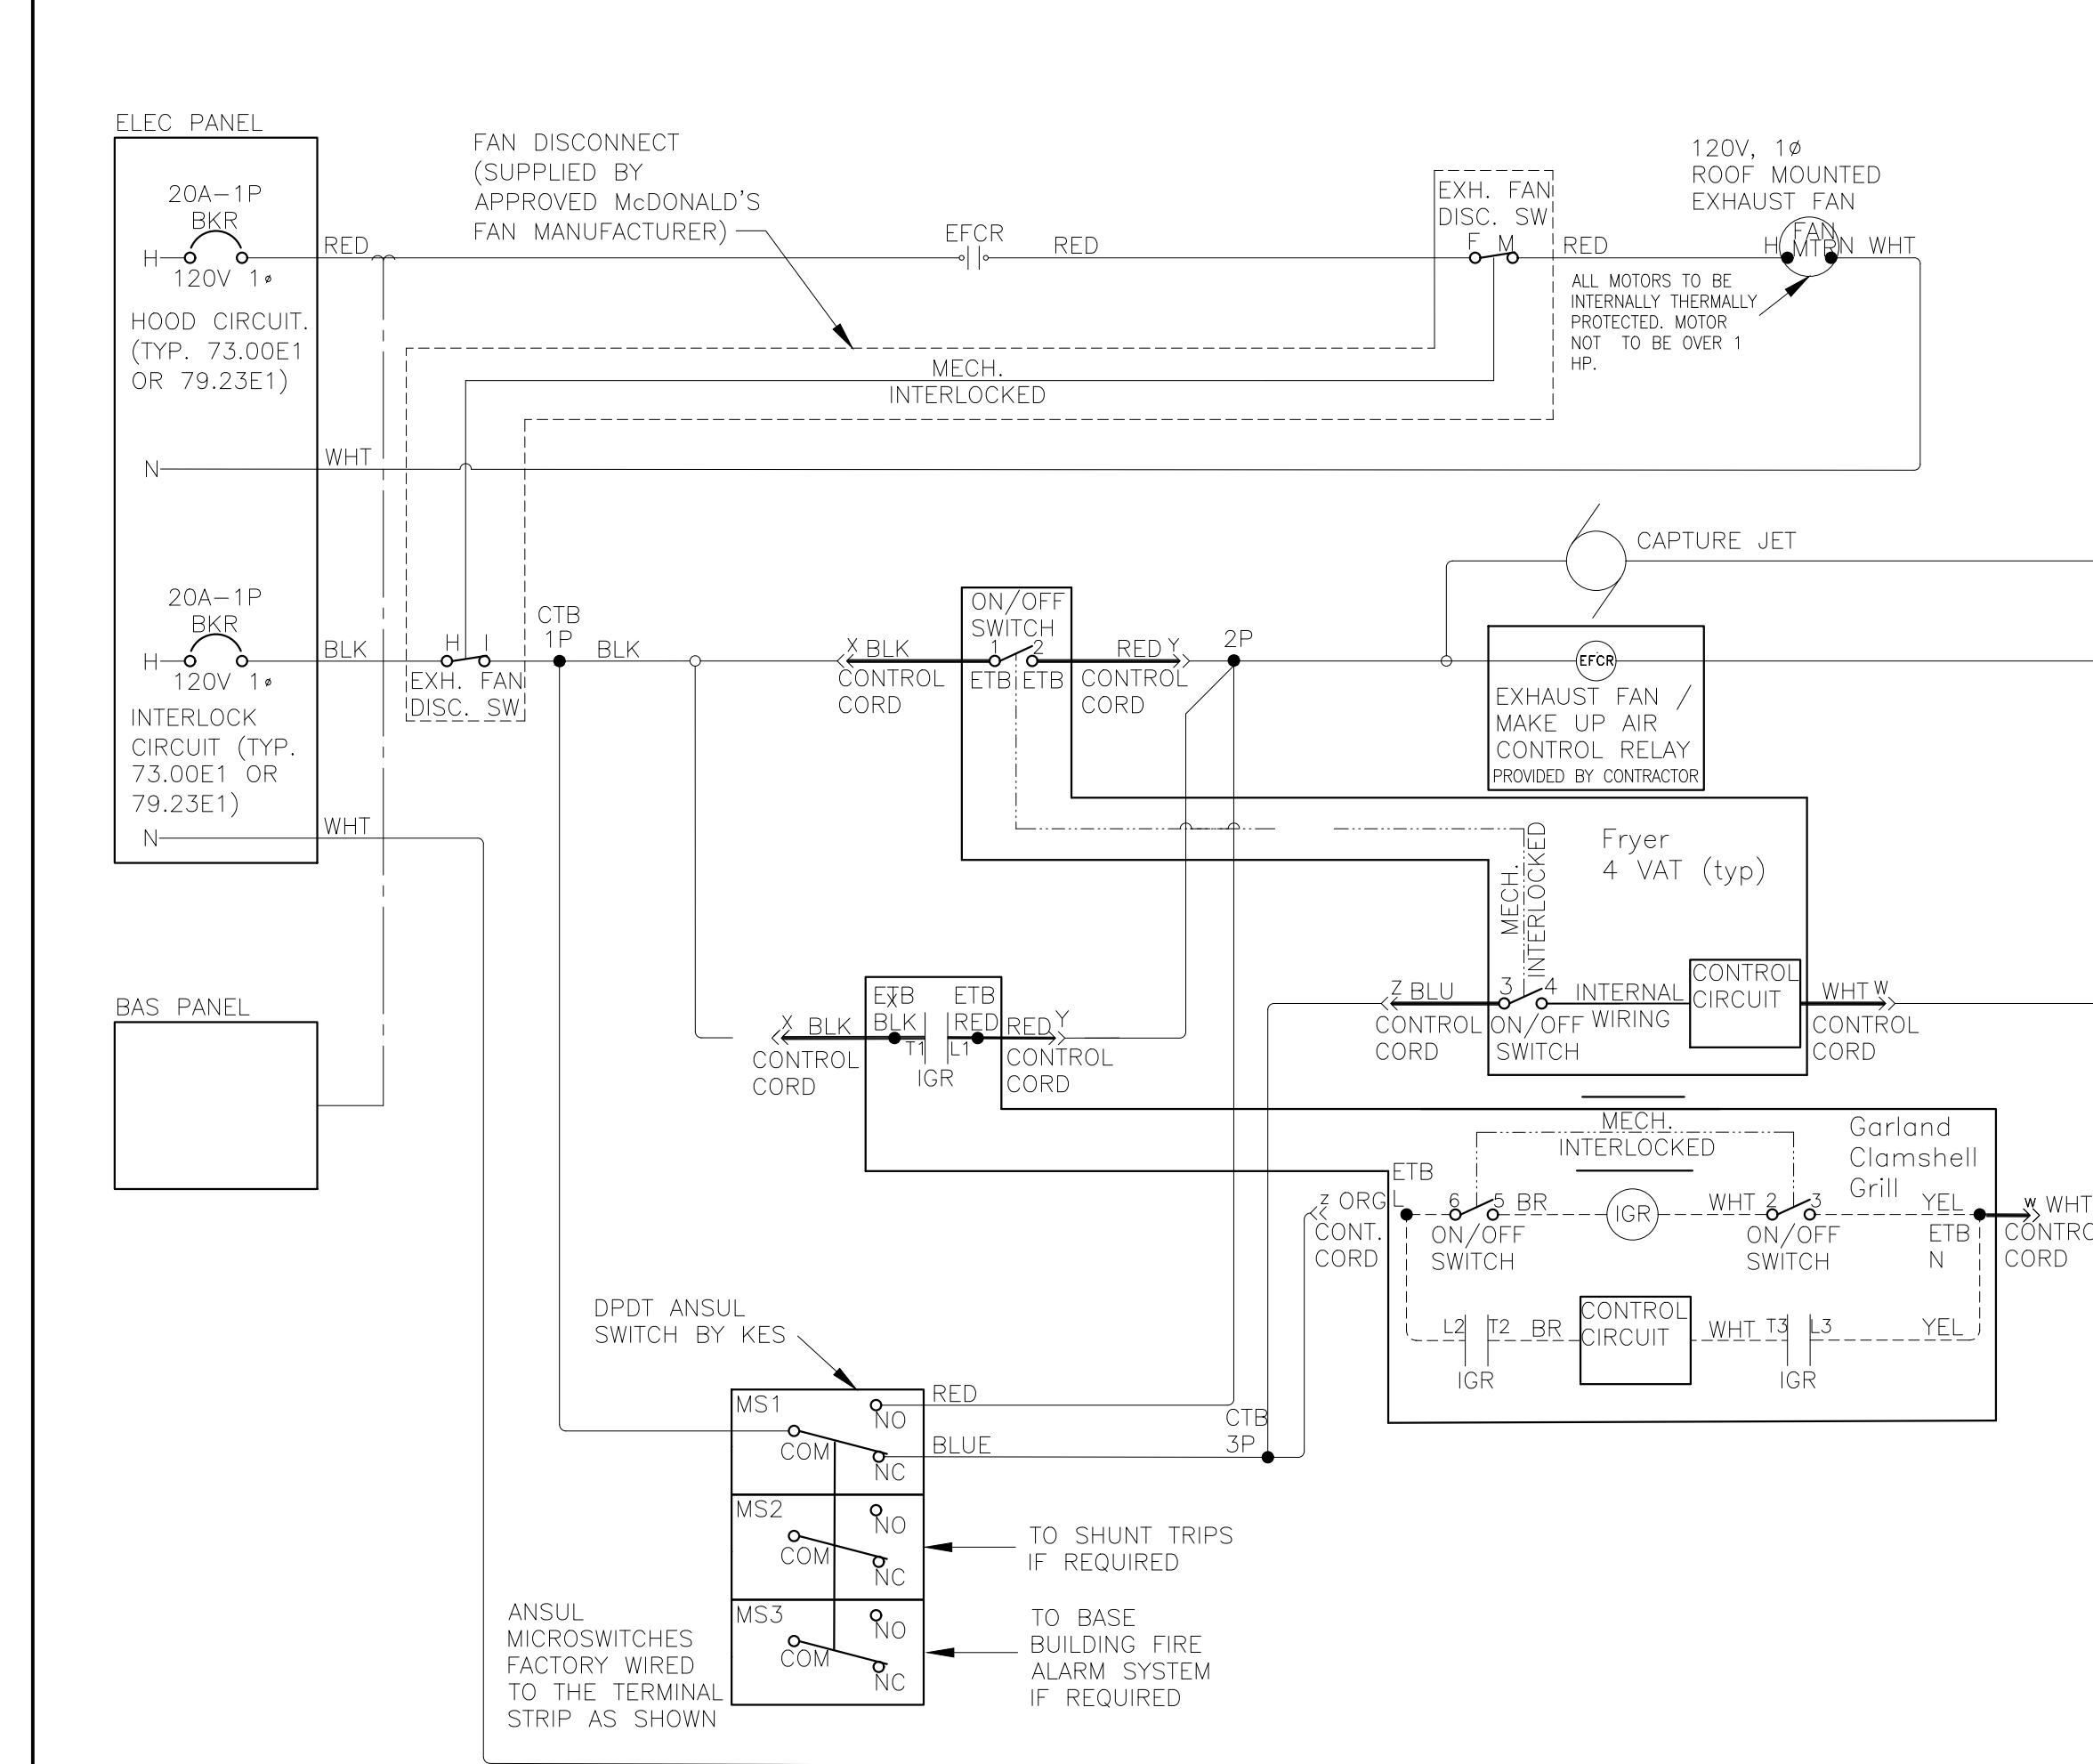 ELEC PANEL
20A-1P
BKR
H
120V 1ø
HOOD CIRCUIT.
(TYP. 73.00E1
OR 79.23E1)
N
20A-1P
BKR
H
120V 1ø
INTERLOCK
CIRCUIT (TYP.
73.00E1 OR
79.23E1)
N
RED
WHT
BLK
WHT
BAS PANEL
FAN DISCONNECT
(SUPPLIED BY
APPROVED McDONALD'S
FAN MANUFACTURER)
EFCR
RED
EXH. FAN
DISC. SW
F M
RED
120V, 1ø
ROOF MOUNTED
EXHAUST FAN
FAN
H MTR N WHT
ALL MOTORS TO BE
INTERNALLY THERMALLY
PROTECTED. MOTOR
NOT TO BE OVER 1
HP.
MECH.
INTERLOCKED
H I
EXH. FAN
DISC. SW
CTB
1P
BLK
X BLK
CONTROL
CORD
ON/OFF
SWITCH
1 2
ETB ETB
RED Y
CONTROL
CORD
2P
CAPTURE JET
EFCR
EXHAUST FAN /
MAKE UP AIR
CONTROL RELAY
PROVIDED BY CONTRACTOR
Fryer
4 VAT (typ)
MECH.
INTERLOCKED
Z BLU
CONTROL
CORD
3 4
ON/OFF
SWITCH
INTERNAL
WIRING
CONTROL
CIRCUIT
WHT W
CONTROL
CORD
X BLK
CONTROL
CORD
ETB
X
BLK
T1
ETB
RED
L1
IGR
RED Y
CONTROL
CORD
MECH.
INTERLOCKED
Garland
Clamshell
Grill
ETB
L
Z ORG
CONT.
CORD
6 5 BR
ON/OFF
SWITCH
IGR
WHT 2 3
ON/OFF
SWITCH
YEL
ETB
N
W WHT
CONTRO
CORD
L2 T2 BR
IGR
CONTROL
CIRCUIT
WHT T3 L3
IGR
YEL
DPDT ANSUL
SWITCH BY KES
MS1
NO
COM
NC
RED
BLUE
CTB
3P
MS2
NO
COM
NC
TO SHUNT TRIPS
IF REQUIRED
MS3
NO
COM
NC
TO BASE
BUILDING FIRE
ALARM SYSTEM
IF REQUIRED
ANSUL
MICROSWITCHES
FACTORY WIRED
TO THE TERMINAL
STRIP AS SHOWN